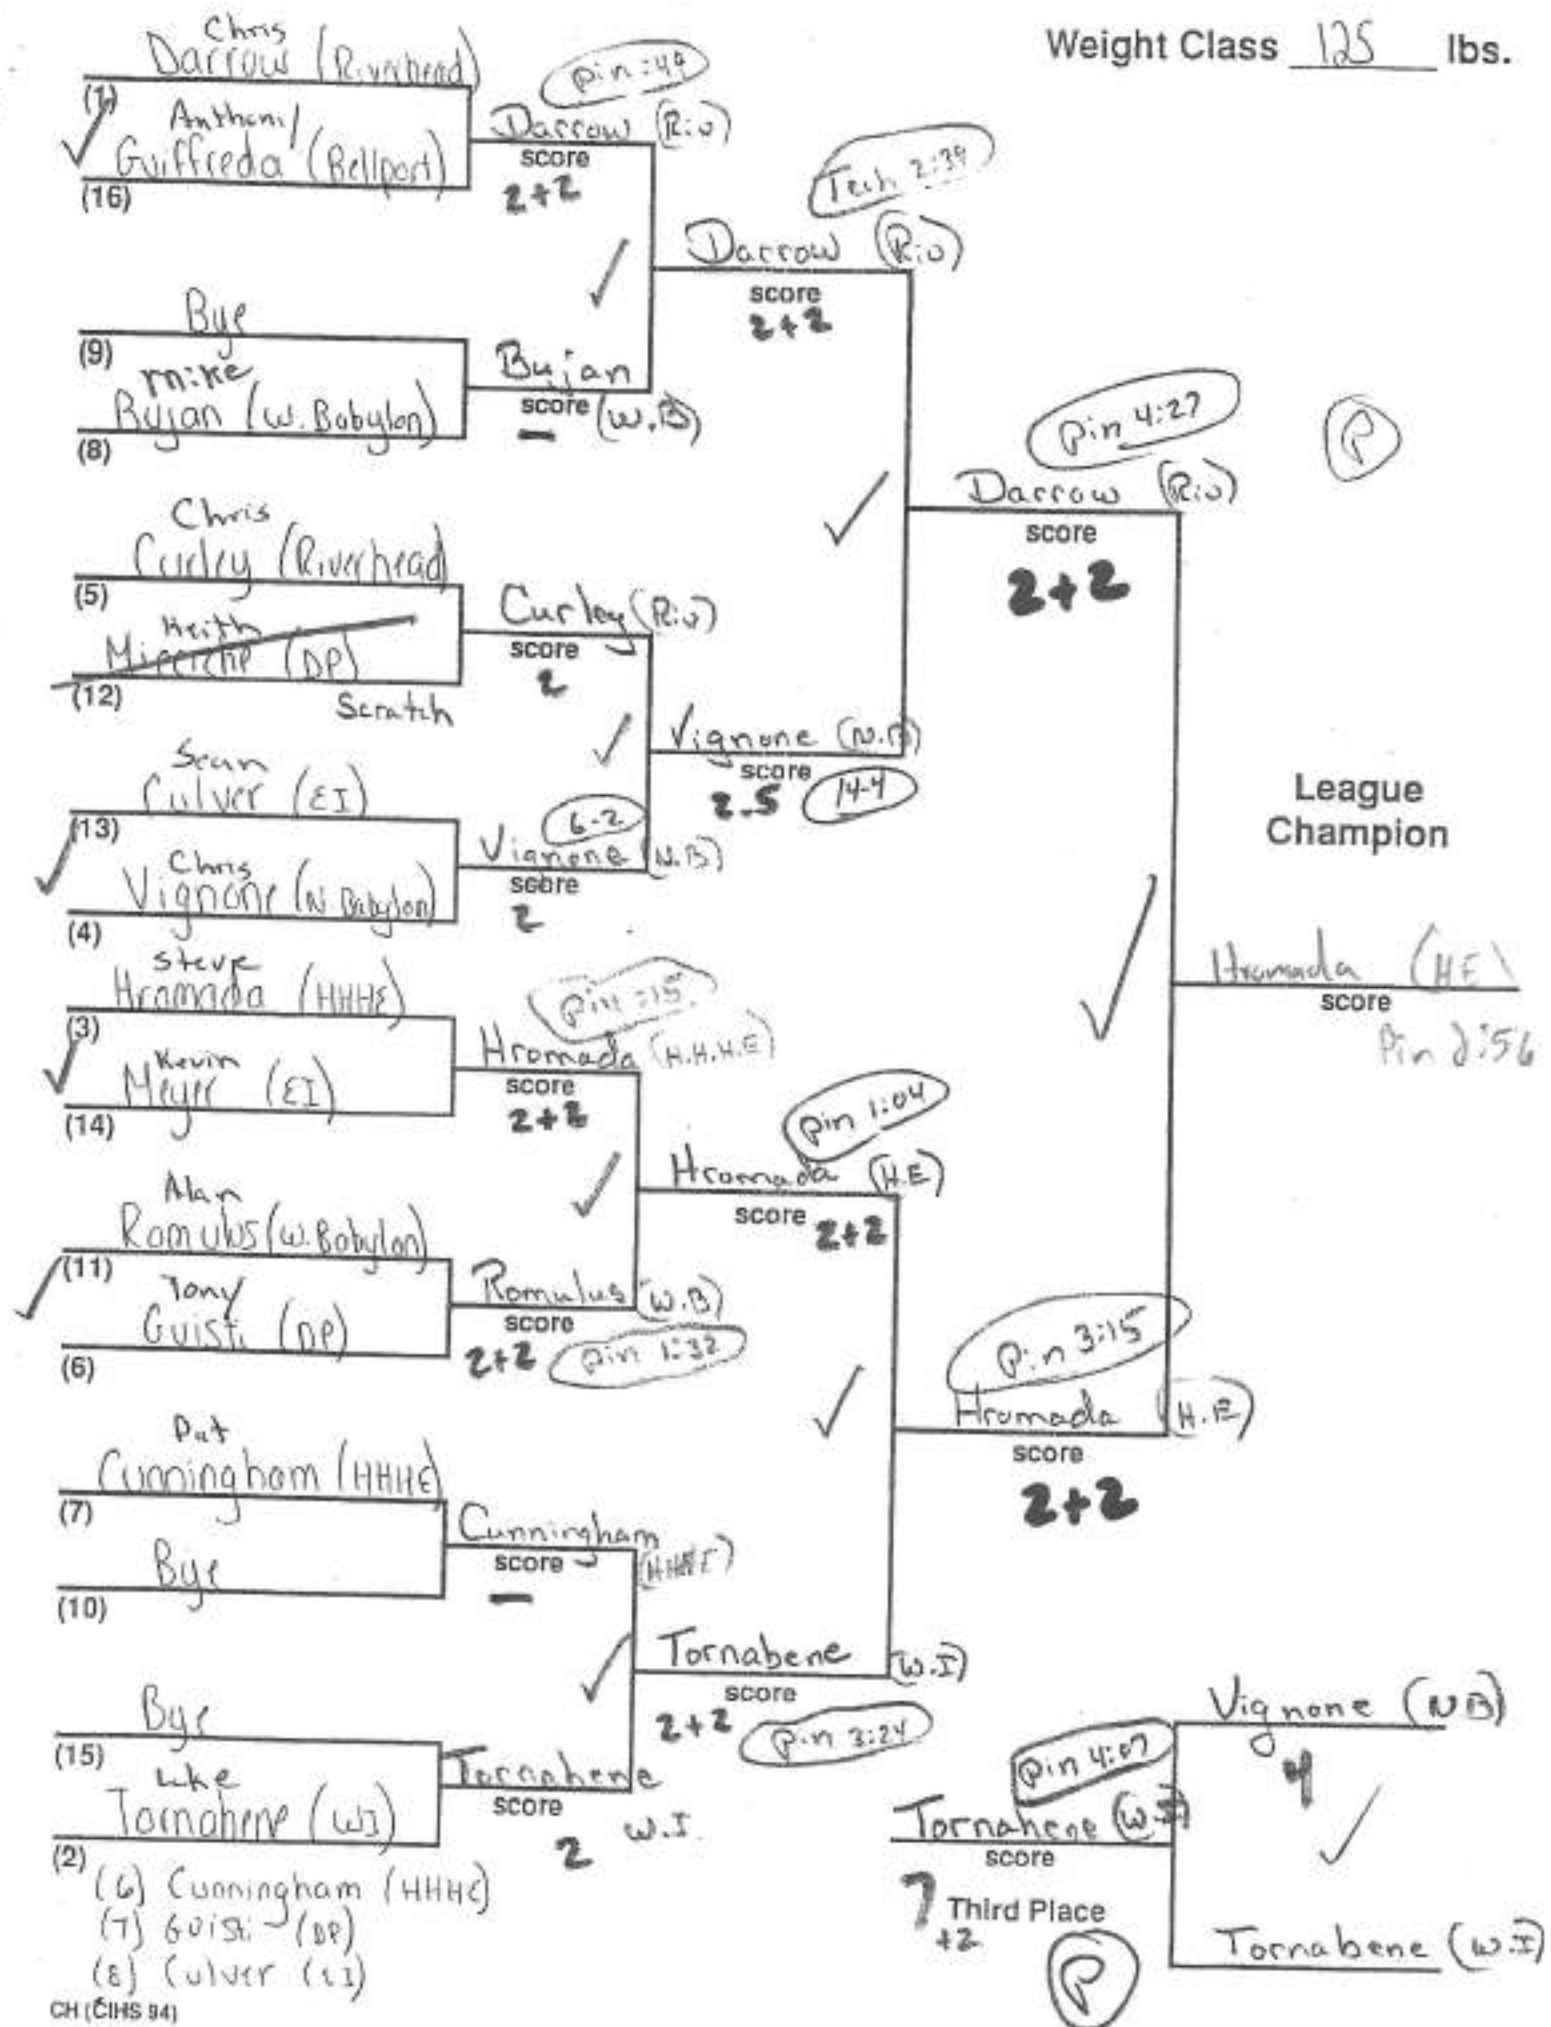 Weight Class 125 lbs.
Chris
Darrow (Riverhead)
(1)
Anthony
Guiffreda (Bellport)
(16)
Bye
(9)
mike
Bujan (W. Babylon)
(8)
Chris
Curley (Riverhead)
(5)
Keith
(DP)
(12)
Scratch
Sean
Culver (EI)
(13)
Chris
Vignone (N. Babylon)
(4)
Steve
Hramada (HHHE)
(3)
Kevin
Meyer (EI)
(14)
Alan
Romulus (W. Babylon)
(11)
Tony
Guisti (DP)
(6)
Pat
Cunningham (HHHE)
(7)
Bye
(10)
Bye
(15)
Luke
Tornabene (WI)
(2)
(6) Cunningham (HHHE)
(7) Guisti (DP)
(8) Culver (EI)
CH (CIHS 94)
pin :49
Darrow (Riv)
score
2+2
Bujan
score (W.B)
–
Curley (Riv)
score
2
6-2
Vignone (N.B)
score
2
pin :15
Hromada (H.H.H.E)
score
2+2
Romulus (W.B)
score
2+2 pin 1:32
Cunningham
score (HHHE)
–
Tornabene
score
2 W.I.
Tech 2:39
Darrow (Riv)
score
2+2
Vignone (N.B)
score
2.5 14-4
pin 1:04
Hromada (H.E)
score 2+2
Tornabene (W.I)
score
2+2 pin 3:24
pin 4:27
P
Darrow (Riv)
score
2+2
Pin 3:15
Hromada (H.E)
score
2+2
League
Champion
Hromada (HE)
score
Pin 2:56
Vignone (NB)
4
pin 4:07
Tornabene (W.I)
score
7
+2
Third Place
P
Tornabene (W.I)